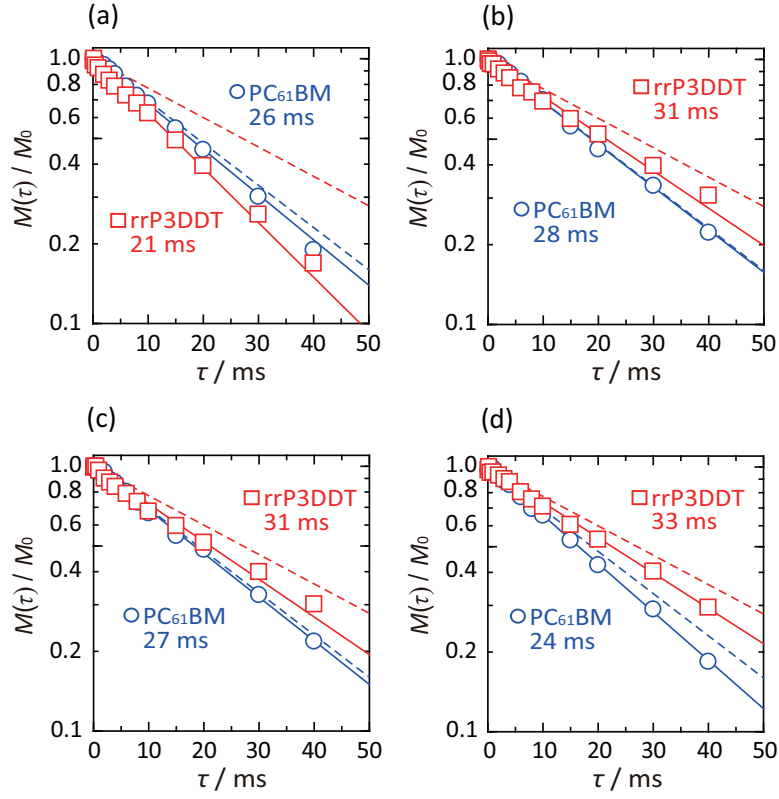 (a)
1.0
0.8
0.6
0.4
0.2
0.1
M(τ) / M₀
PC₆₁BM
26 ms
rrP3DDT
21 ms
0 10 20 30 40 50
τ / ms
(b)
1.0
0.8
0.6
0.4
0.2
0.1
M(τ) / M₀
rrP3DDT
31 ms
PC₆₁BM
28 ms
0 10 20 30 40 50
τ / ms
(c)
1.0
0.8
0.6
0.4
0.2
0.1
M(τ) / M₀
rrP3DDT
31 ms
PC₆₁BM
27 ms
0 10 20 30 40 50
τ / ms
(d)
1.0
0.8
0.6
0.4
0.2
0.1
M(τ) / M₀
rrP3DDT
33 ms
PC₆₁BM
24 ms
0 10 20 30 40 50
τ / ms